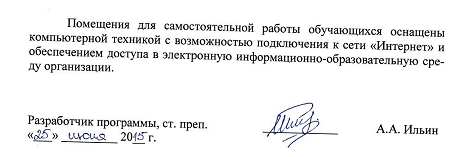 Помещения для самостоятельной работы обучающихся оснащены
компьютерной техникой с возможностью подключения к сети «Интернет» и
обеспечением доступа в электронную информационно-образовательную сре-
ду организации.
Разработчик программы, ст. преп. А.А. Ильин
«25» июня 2015 г.